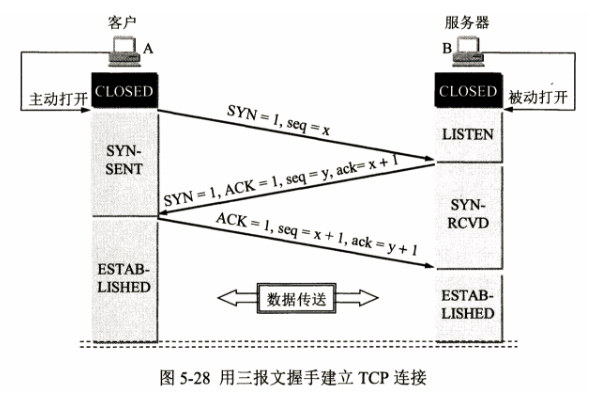 客户
服务器
A
B
CLOSED
CLOSED
主动打开
被动打开
SYN = 1, seq = x
LISTEN
SYN-
SENT
SYN = 1, ACK = 1, seq = y, ack= x + 1
SYN-
RCVD
ACK = 1, seq = x + 1, ack = y + 1
ESTAB-
LISHED
数据传送
ESTAB-
LISHED
图 5-28 用三报文握手建立 TCP 连接